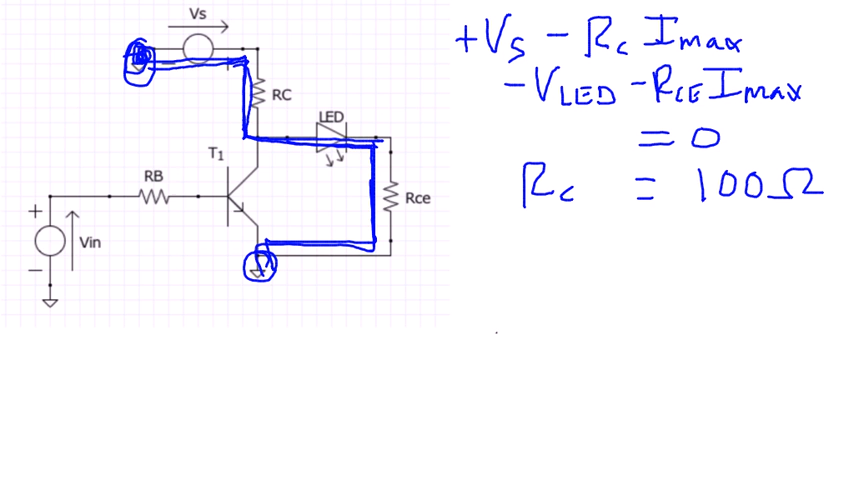 Vs
RC
LED
T1
RB
Rce
+
Vin
−
+VS − RC Imax
− VLED − RCE Imax
= 0
RC = 100Ω